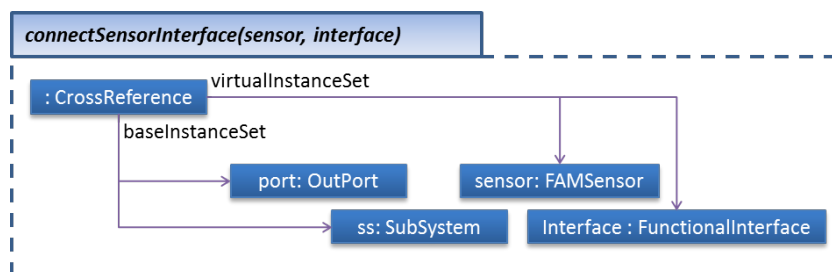 connectSensorInterface(sensor, interface)
virtualInstanceSet
: CrossReference
baseInstanceSet
port: OutPort
sensor: FAMSensor
ss: SubSystem
Interface : FunctionalInterface